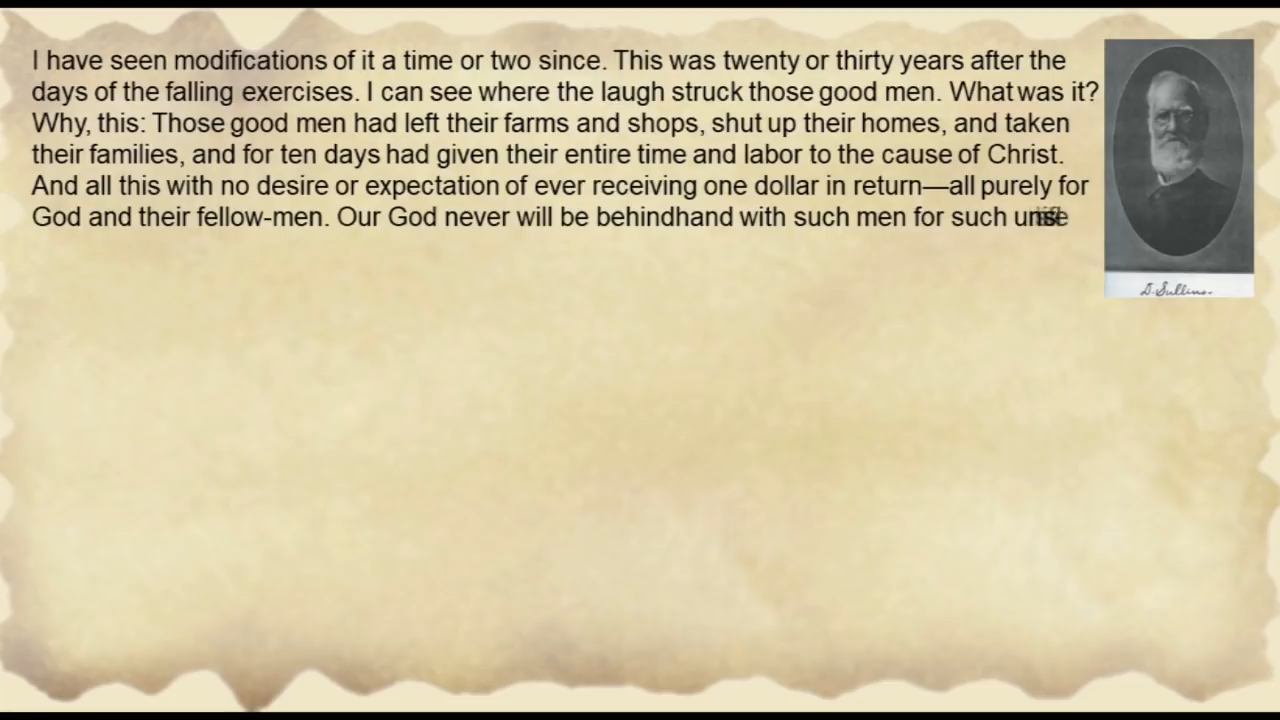 I have seen modifications of it a time or two since. This was twenty or thirty years after the
days of the falling exercises. I can see where the laugh struck those good men. What was it?
Why, this: Those good men had left their farms and shops, shut up their homes, and taken
their families, and for ten days had given their entire time and labor to the cause of Christ.
And all this with no desire or expectation of ever receiving one dollar in return—all purely for
God and their fellow-men. Our God never will be behindhand with such men for such
D. Sullins.